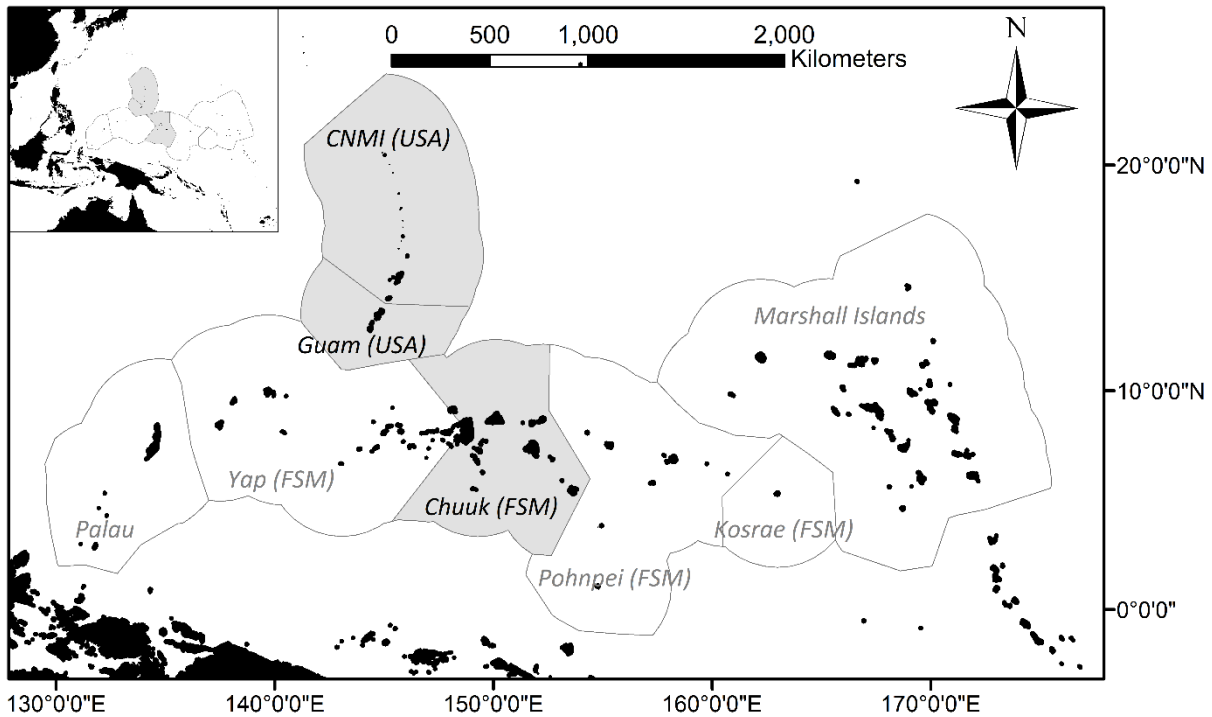 0 500 1,000 2,000
Kilometers
N
CNMI (USA)
20°0'0"N
Guam (USA)
Marshall Islands
10°0'0"N
Yap (FSM)
Chuuk (FSM)
Palau
Kosrae (FSM)
Pohnpei (FSM)
0°0'0"
130°0'0"E 140°0'0"E 150°0'0"E 160°0'0"E 170°0'0"E